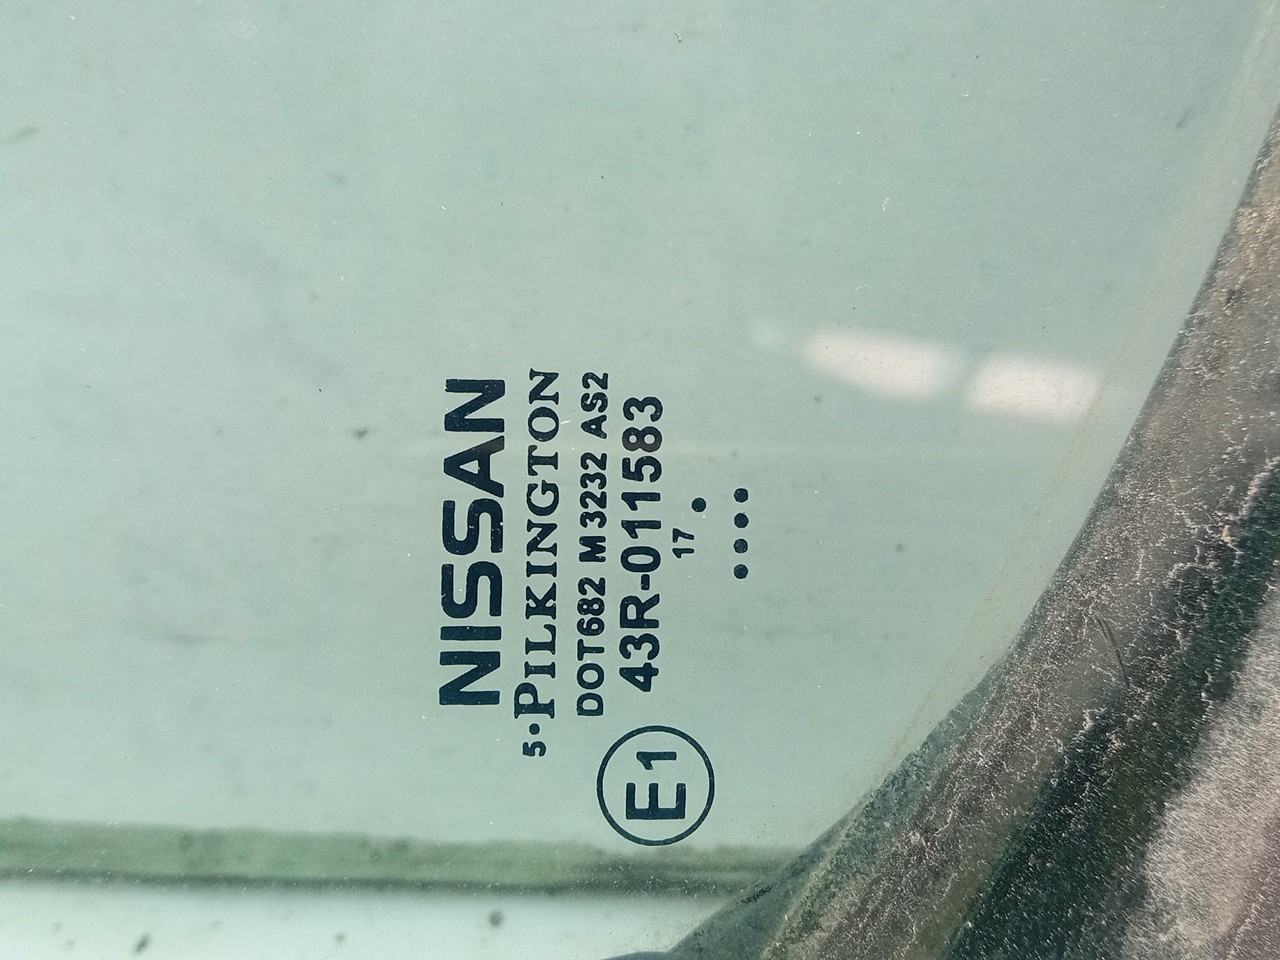 NISSAN
5•PILKINGTON
DOT682 M3232 AS2
E1 43R-011583
17